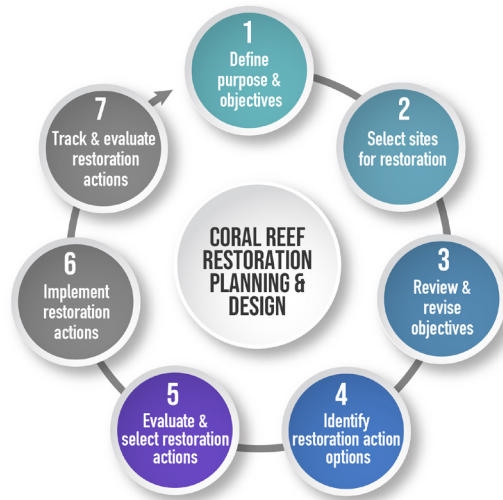 1
Define
purpose &
objectives
2
Select sites
for restoration
3
Review &
revise
objectives
4
Identify
restoration action
options
5
Evaluate &
select restoration
actions
6
Implement
restoration
actions
7
Track & evaluate
restoration
actions
CORAL REEF
RESTORATION
PLANNING &
DESIGN